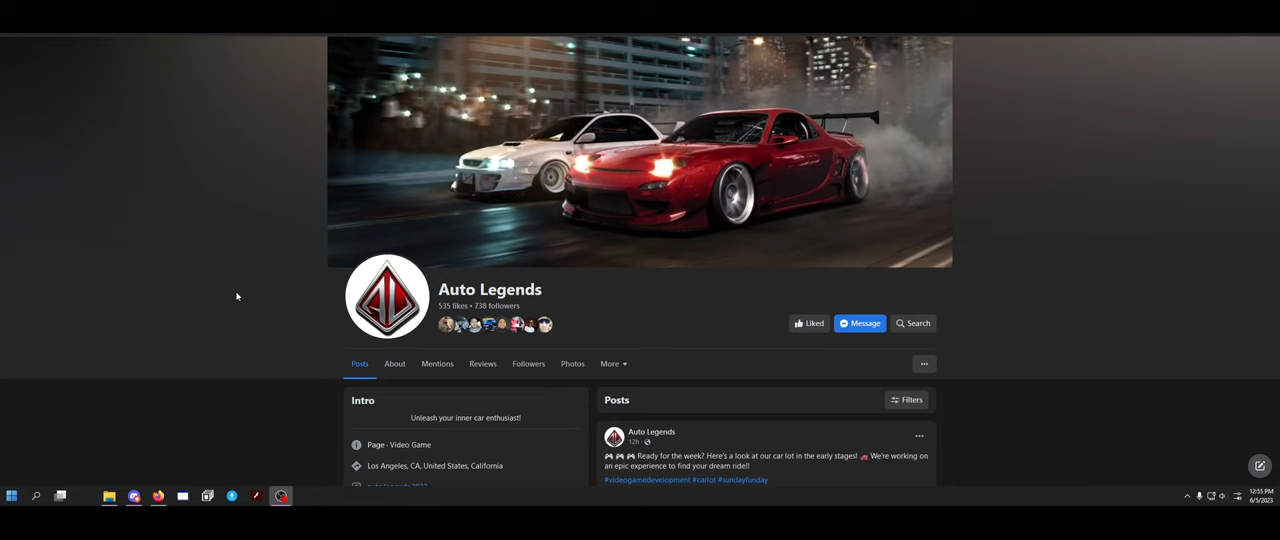 Auto Legends
535 likes • 738 followers
Liked
Message
Search
Posts
About
Mentions
Reviews
Followers
Photos
More
Intro
Unleash your inner car enthusiast!
Page · Video Game
Los Angeles, CA, United States, California
Posts
Filters
Auto Legends
12h ·
🎮 🎮 🎮 Ready for the week? Here's a look at our car lot in the early stages! 🚗 We're working on
an epic experience to find your dream ride!!
#videogamedevelopment #carlot #sundayfunday
12:55 PM
6/5/2023